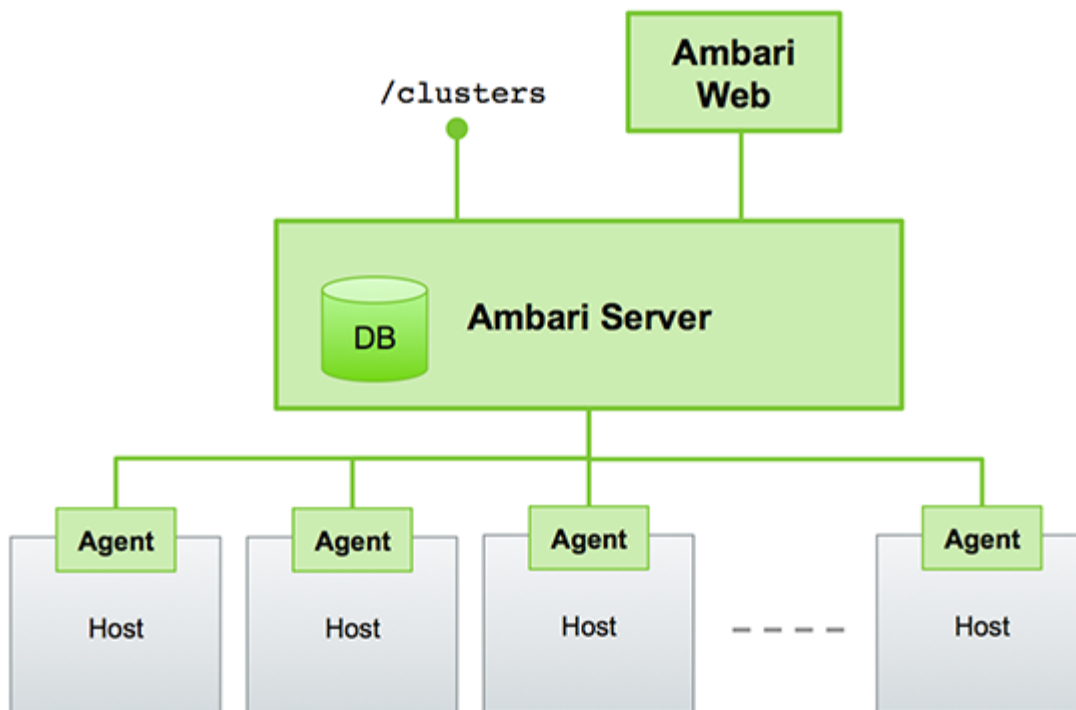 Ambari
Web
/clusters
DB
Ambari Server
Agent
Agent
Agent
Agent
Host
Host
Host
Host